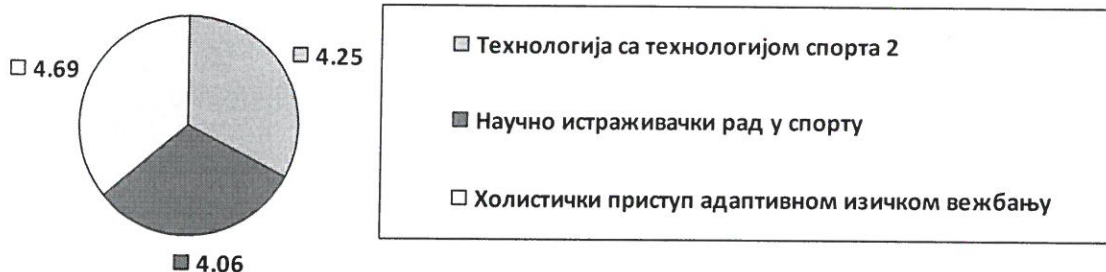 4.69
4.25
4.06
Технологија са технологијом спорта 2
Научно истраживачки рад у спорту
Холистички приступ адаптивном изичком вежбању